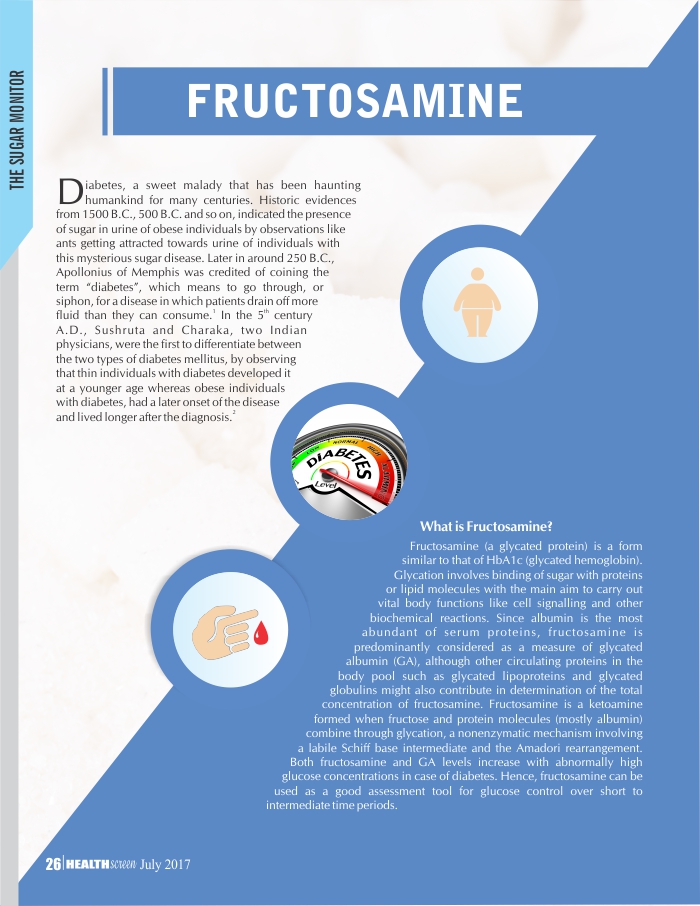 THE SUGAR MONITOR
FRUCTOSAMINE
Diabetes, a sweet malady that has been haunting
humankind for many centuries. Historic evidences
from 1500 B.C., 500 B.C. and so on, indicated the presence
of sugar in urine of obese individuals by observations like
ants getting attracted towards urine of individuals with
this mysterious sugar disease. Later in around 250 B.C.,
Apollonius of Memphis was credited of coining the
term “diabetes”, which means to go through, or
siphon, for a disease in which patients drain off more
fluid than they can consume.1 In the 5th century
A.D., Sushruta and Charaka, two Indian
physicians, were the first to differentiate between
the two types of diabetes mellitus, by observing
that thin individuals with diabetes developed it
at a younger age whereas obese individuals
with diabetes, had a later onset of the disease
and lived longer after the diagnosis.2
LOW NORMAL HIGH
DIABETES
Level
What is Fructosamine?
Fructosamine (a glycated protein) is a form
similar to that of HbA1c (glycated hemoglobin).
Glycation involves binding of sugar with proteins
or lipid molecules with the main aim to carry out
vital body functions like cell signalling and other
biochemical reactions. Since albumin is the most
abundant of serum proteins, fructosamine is
predominantly considered as a measure of glycated
albumin (GA), although other circulating proteins in the
body pool such as glycated lipoproteins and glycated
globulins might also contribute in determination of the total
concentration of fructosamine. Fructosamine is a ketoamine
formed when fructose and protein molecules (mostly albumin)
combine through glycation, a nonenzymatic mechanism involving
a labile Schiff base intermediate and the Amadori rearrangement.
Both fructosamine and GA levels increase with abnormally high
glucose concentrations in case of diabetes. Hence, fructosamine can be
used as a good assessment tool for glucose control over short to
intermediate time periods.
26 HEALTHscreen July 2017